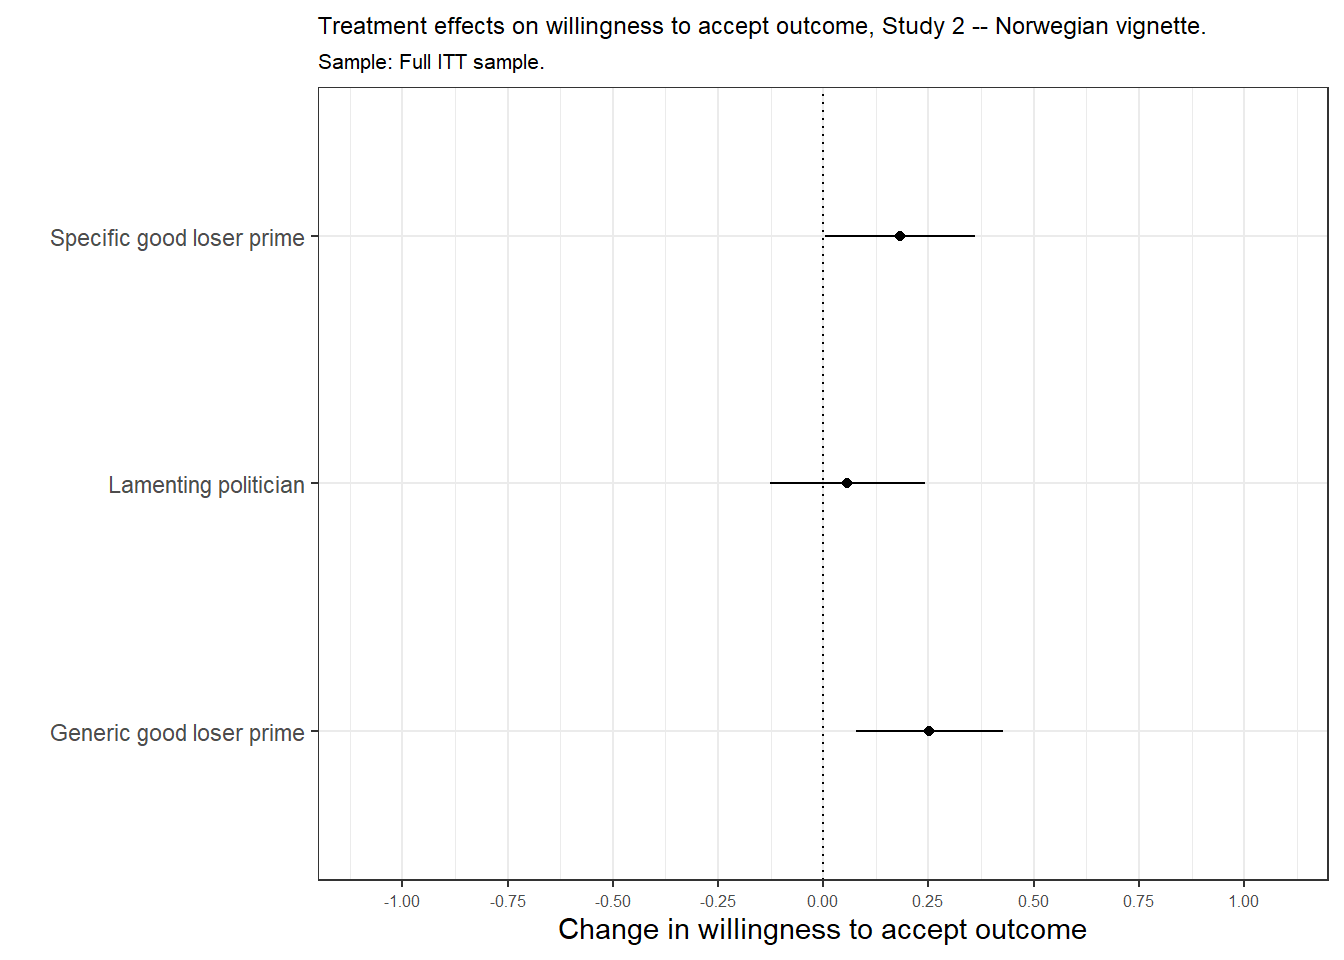 Treatment effects on willingness to accept outcome, Study 2 -- Norwegian vignette.
Sample: Full ITT sample.
Specific good loser prime
Lamenting politician
Generic good loser prime
-1.00 -0.75 -0.50 -0.25 0.00 0.25 0.50 0.75 1.00
Change in willingness to accept outcome